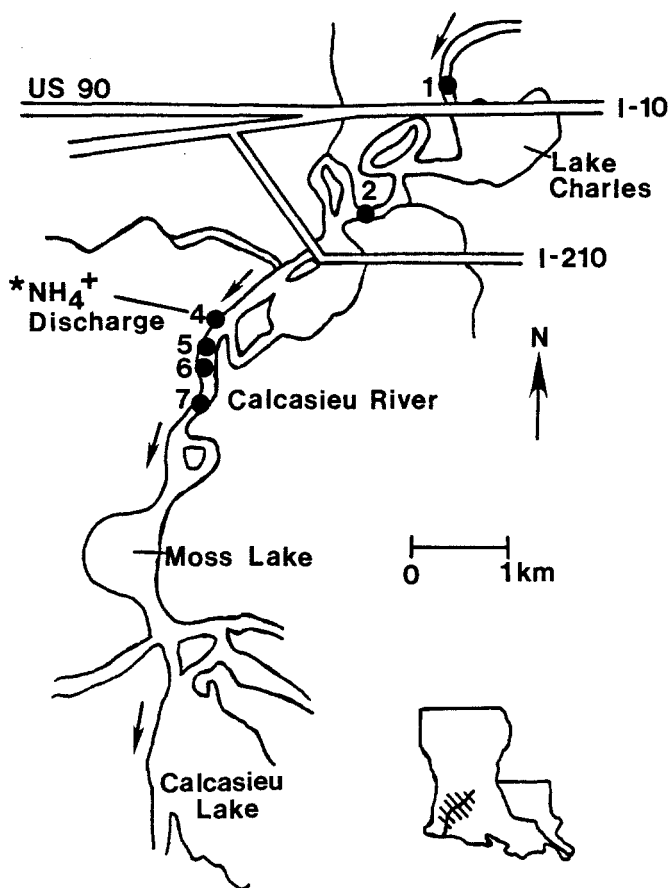 1
US 90
I-10
Lake
Charles
2
I-210
*NH4+
Discharge
4
5
6
7
N
Calcasieu River
Moss Lake
0 1km
Calcasieu
Lake